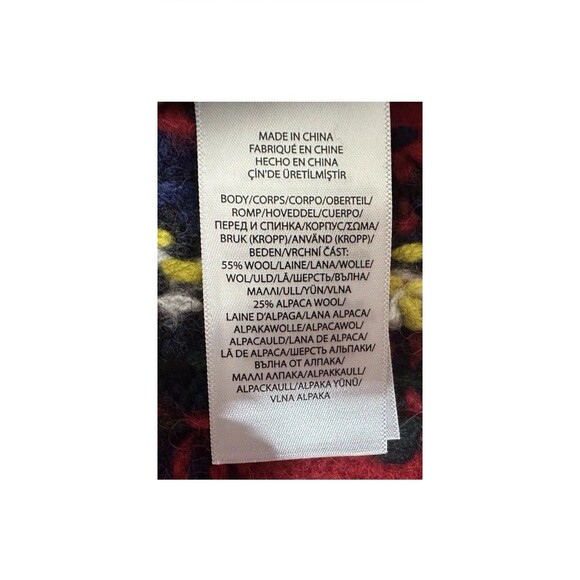 MADE IN CHINA
FABRIQUÉ EN CHINE
HECHO EN CHINA
ÇİN'DE ÜRETİLMİŞTİR
BODY/CORPS/CORPO/OBERTEIL/
ROMP/HOVEDDEL/CUERPO/
ПЕРЕД И СПИНКА/КОРПУС/ΣΩΜΑ/
BRUK (KROPP)/ANVÄND (KROPP)/
BEDEN/VRCHNÍ ČÁST:
55% WOOL/LAINE/LANA/WOLLE/
WOL/ULD/LÃ/ШЕРСТЬ/ВЪЛНА/
ΜΑΛΛΙ/ULL/YÜN/VLNA
25% ALPACA WOOL/
LAINE D'ALPAGA/LANA ALPACA/
ALPAKAWOLLE/ALPACAWOL/
ALPACAULD/LANA DE ALPACA/
LÃ DE ALPACA/ШЕРСТЬ АЛЬПАКИ/
ВЪЛНА ОТ АЛПАКА/
ΜΑΛΛΙ ΑΛΠΑΚΑ/ALPAKKAULL/
ALPACKAULL/ALPAKA YÜNÜ/
VLNA ALPAKA